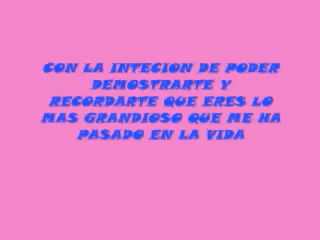 CON LA INTECION DE PODER
DEMOSTRARTE Y
RECORDARTE QUE ERES LO
MAS GRANDIOSO QUE ME HA
PASADO EN LA VIDA